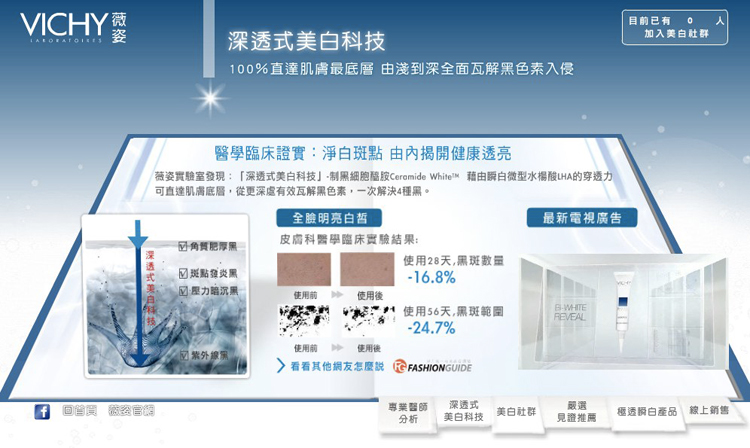 VICHY 薇姿
LABORATOIRES
深透式美白科技
100%直達肌膚最底層 由淺到深全面瓦解黑色素入侵
目前已有 0 人
加入美白社群
醫學臨床證實：淨白斑點 由內揭開健康透亮
薇姿實驗室發現：「深透式美白科技」-制黑細胞醯胺Ceramide White™ 藉由瞬白微型水楊酸LHA的穿透力
可直達肌膚底層，從更深處有效瓦解黑色素，一次解決4種黑。
深透式美白科技
角質肥厚黑
斑點發炎黑
壓力暗沉黑
紫外線黑
全臉明亮白皙
皮膚科醫學臨床實驗結果:
使用28天,黑斑數量
-16.8%
使用前 使用後
使用56天,黑斑範圍
-24.7%
使用前 使用後
看看其他網友怎麼說
FG FASHIONGUIDE
最新電視廣告
BI-WHITE
REVEAL
VICHY
回首頁 薇姿官網
專業醫師
分析
深透式
美白科技
美白社群
嚴選
見證推薦
極透瞬白產品
線上銷售